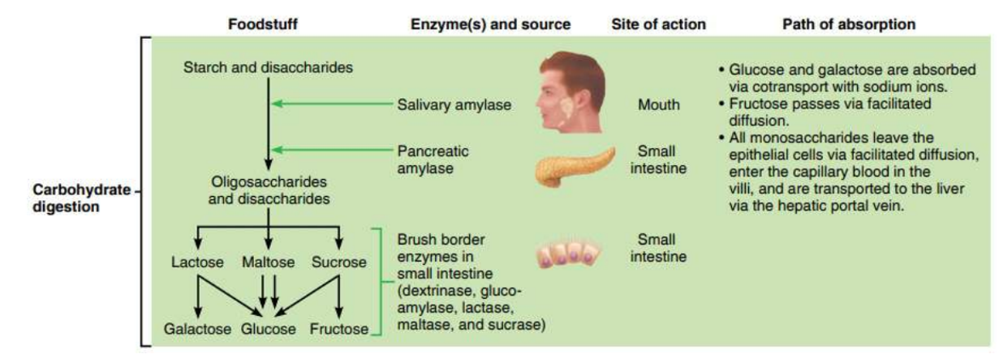 Foodstuff
Enzyme(s) and source
Site of action
Path of absorption
Carbohydrate
digestion
Starch and disaccharides
Salivary amylase
Mouth
Pancreatic
amylase
Small
intestine
Oligosaccharides
and disaccharides
Lactose
Maltose
Sucrose
Galactose
Glucose
Fructose
Brush border
enzymes in
small intestine
(dextrinase, gluco-
amylase, lactase,
maltase, and sucrase)
Small
intestine
• Glucose and galactose are absorbed
via cotransport with sodium ions.
• Fructose passes via facilitated
diffusion.
• All monosaccharides leave the
epithelial cells via facilitated diffusion,
enter the capillary blood in the
villi, and are transported to the liver
via the hepatic portal vein.